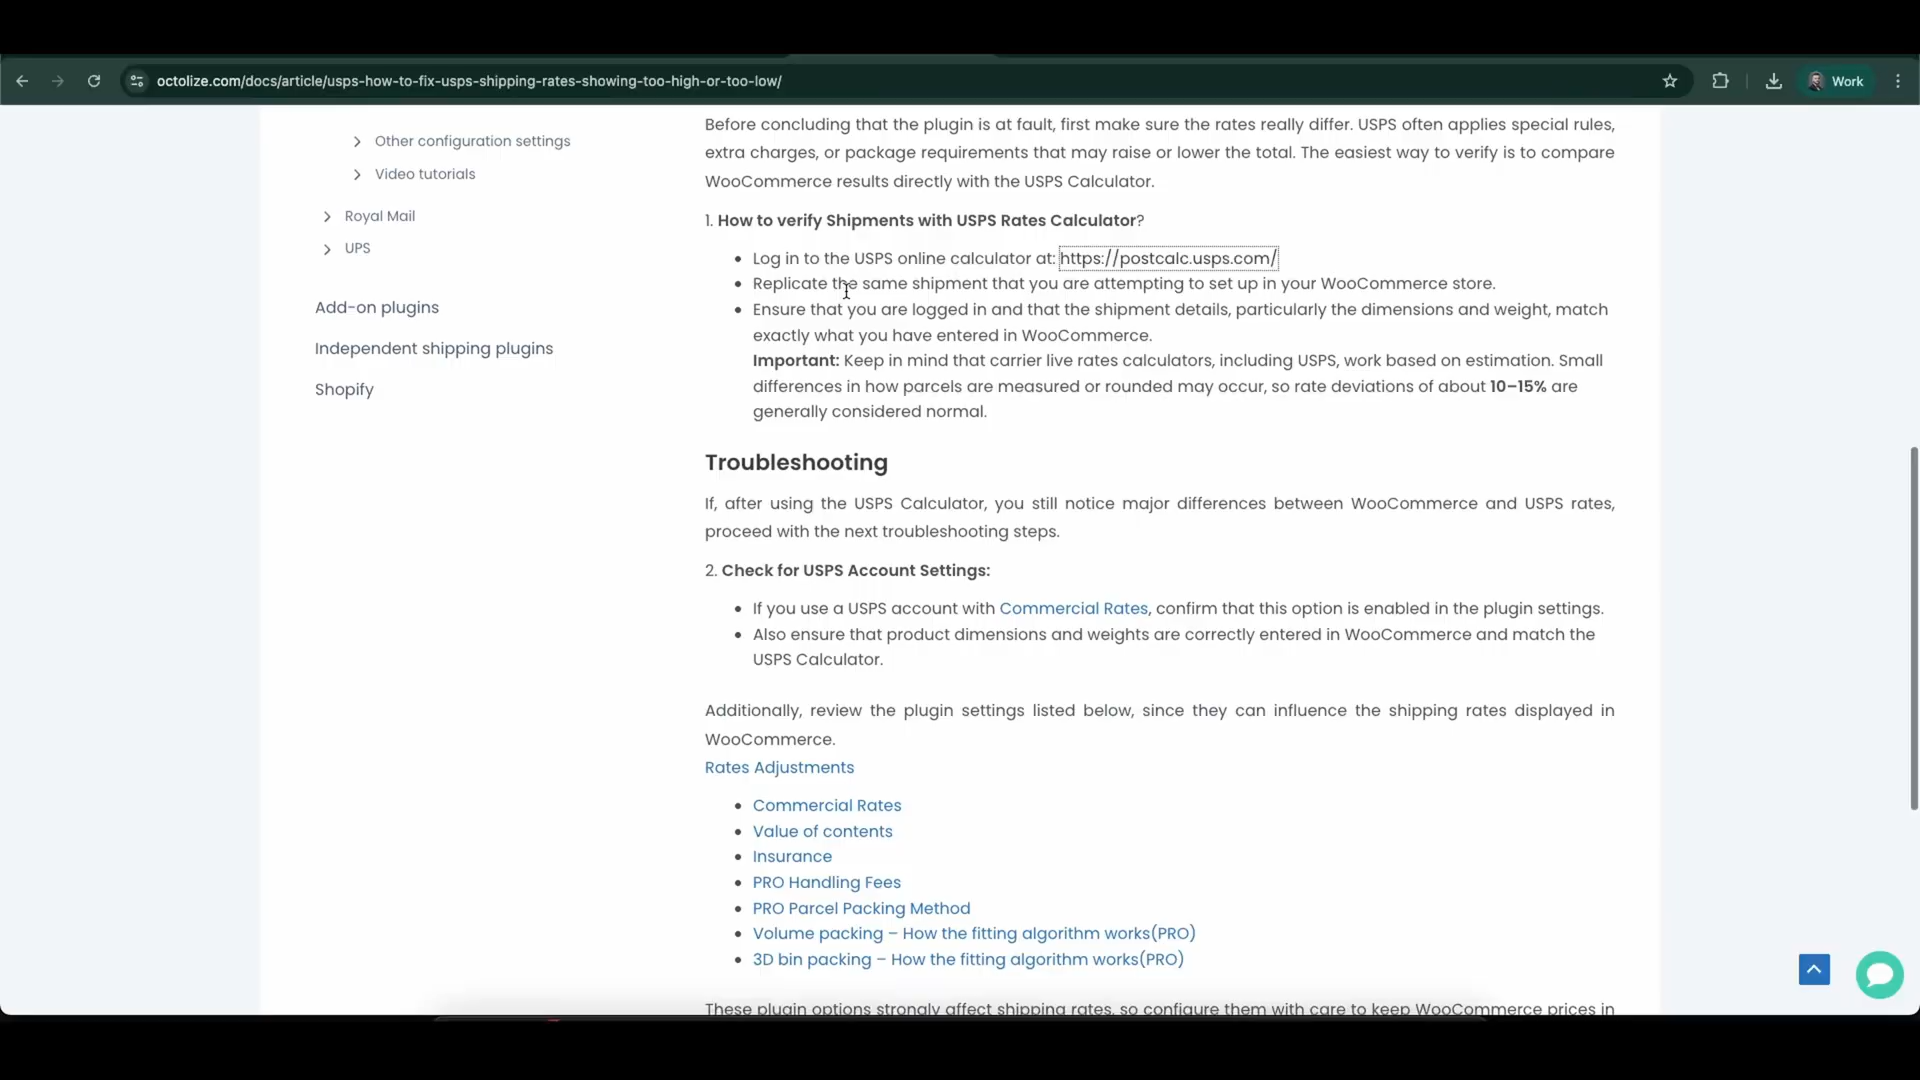 octolize.com/docs/article/usps-how-to-fix-usps-shipping-rates-showing-too-high-or-too-low/
Work
Other configuration settings
Video tutorials
Royal Mail
UPS
Add-on plugins
Independent shipping plugins
Shopify
Before concluding that the plugin is at fault, first make sure the rates really differ. USPS often applies special rules,
extra charges, or package requirements that may raise or lower the total. The easiest way to verify is to compare
WooCommerce results directly with the USPS Calculator.
1. How to verify Shipments with USPS Rates Calculator?
• Log in to the USPS online calculator at: https://postcalc.usps.com/
• Replicate the same shipment that you are attempting to set up in your WooCommerce store.
• Ensure that you are logged in and that the shipment details, particularly the dimensions and weight, match
exactly what you have entered in WooCommerce.
Important: Keep in mind that carrier live rates calculators, including USPS, work based on estimation. Small
differences in how parcels are measured or rounded may occur, so rate deviations of about 10–15% are
generally considered normal.
Troubleshooting
If, after using the USPS Calculator, you still notice major differences between WooCommerce and USPS rates,
proceed with the next troubleshooting steps.
2. Check for USPS Account Settings:
• If you use a USPS account with Commercial Rates, confirm that this option is enabled in the plugin settings.
• Also ensure that product dimensions and weights are correctly entered in WooCommerce and match the
USPS Calculator.
Additionally, review the plugin settings listed below, since they can influence the shipping rates displayed in
WooCommerce.
Rates Adjustments
• Commercial Rates
• Value of contents
• Insurance
• PRO Handling Fees
• PRO Parcel Packing Method
• Volume packing – How the fitting algorithm works(PRO)
• 3D bin packing – How the fitting algorithm works(PRO)
These plugin options strongly affect shipping rates, so configure them with care to keep WooCommerce prices in